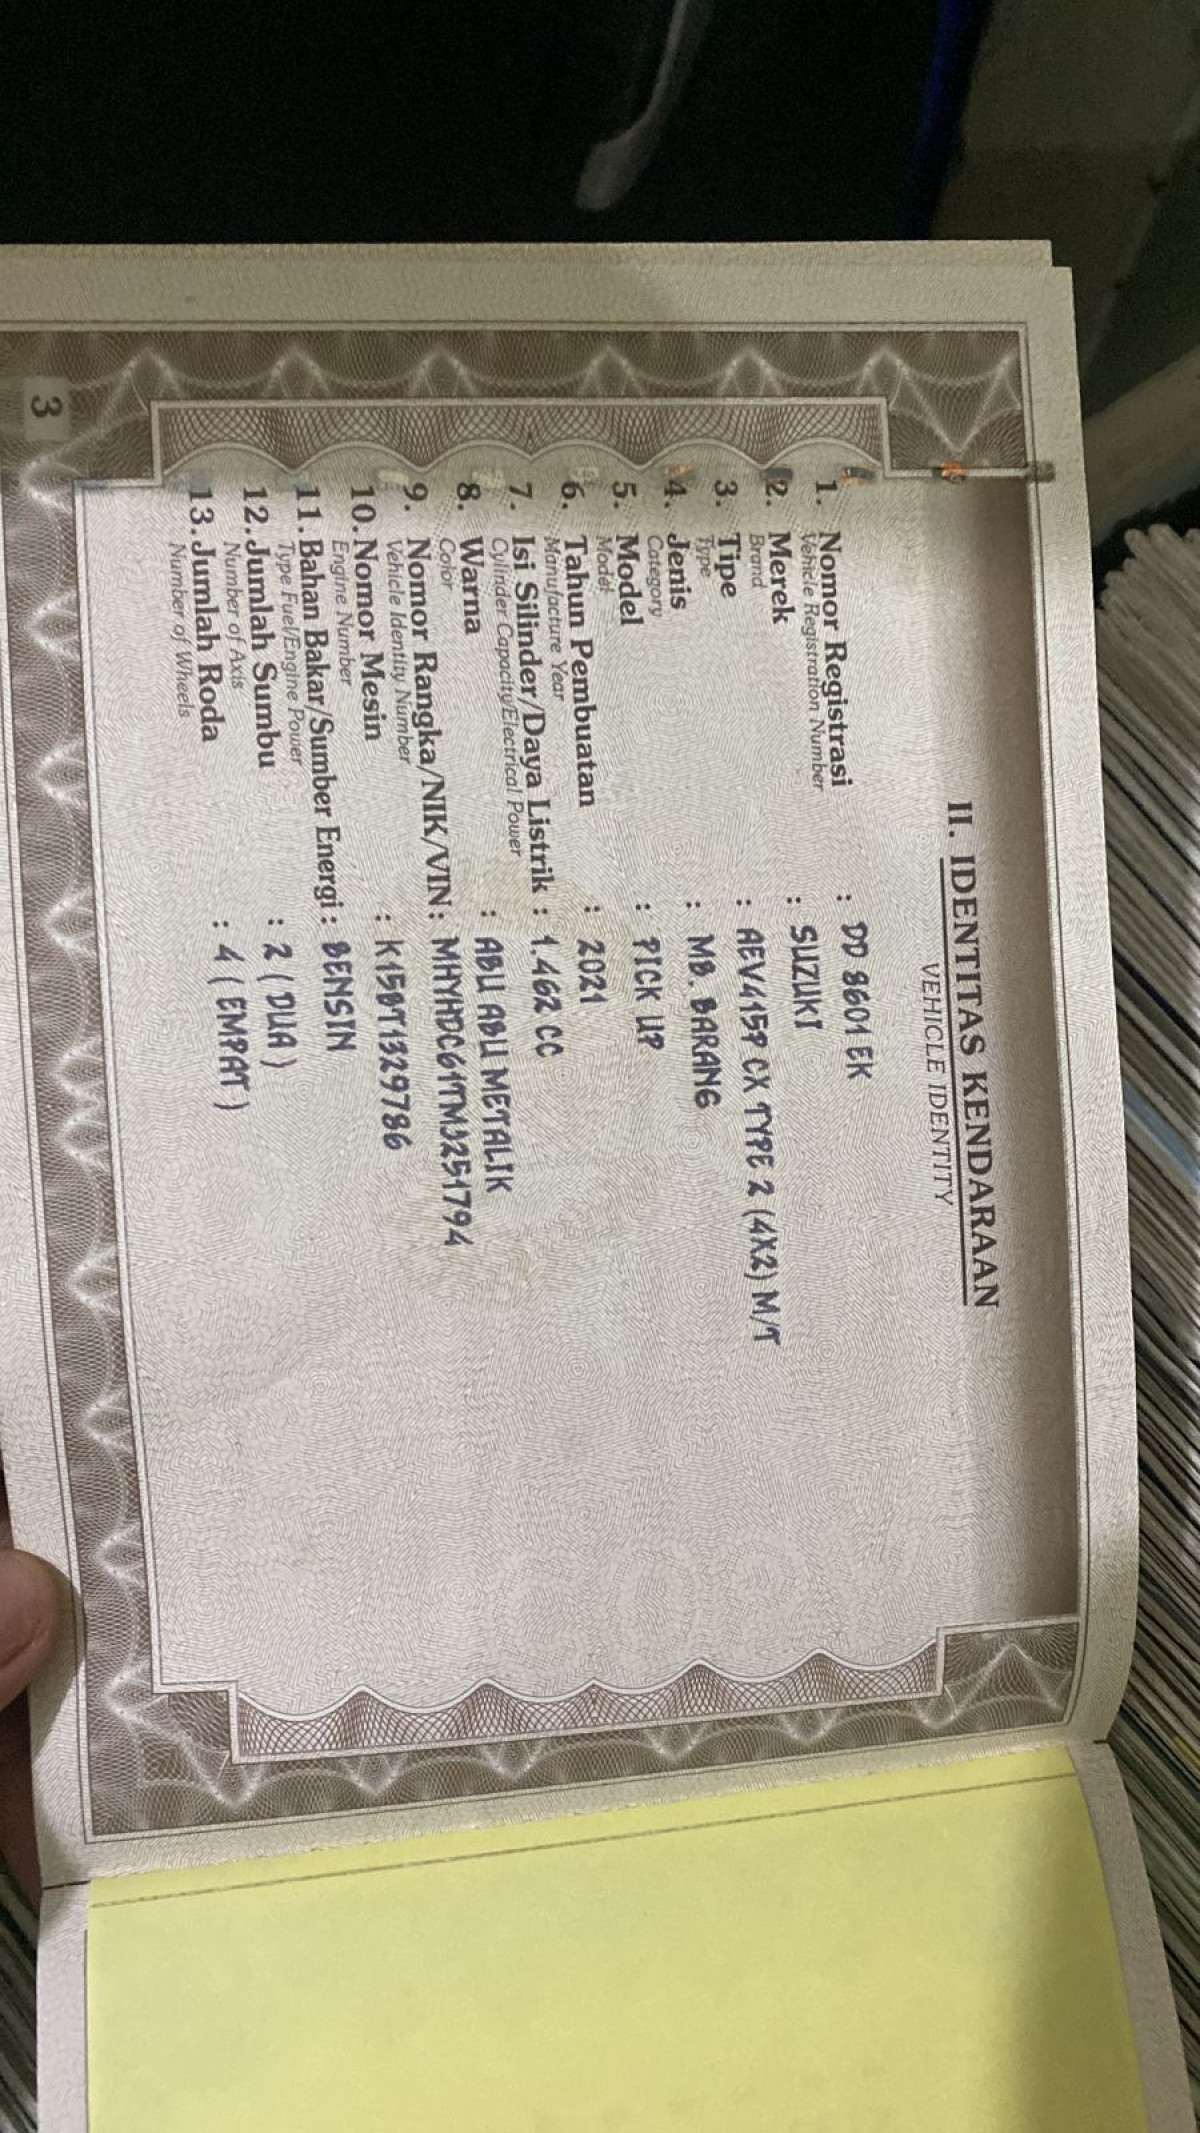 II. IDENTITAS KENDARAAN
VEHICLE IDENTITY
1. Nomor Registrasi : DD 8601 EK
Vehicle Registration Number
2. Merek : SUZUKI
Brand
3. Tipe : AEV415P CX TYPE 2 (4X2) M/T
Type
4. Jenis : MB. BARANG
Category
5. Model : PICK UP
Model
6. Tahun Pembuatan : 2021
Manufacture Year
7. Isi Silinder/Daya Listrik : 1.462 CC
Cylinder Capacity/Electrical Power
8. Warna : ABU ABU METALIK
Color
9. Nomor Rangka/NIK/VIN : MHYHDC61TMJ251794
Vehicle Identity Number
10. Nomor Mesin : K15BT1329786
Engine Number
11. Bahan Bakar/Sumber Energi : BENSIN
Type Fuel/Engine Power
12. Jumlah Sumbu : 2 ( DUA )
Number of Axis
13. Jumlah Roda : 4 ( EMPAT )
Number of Wheels
3